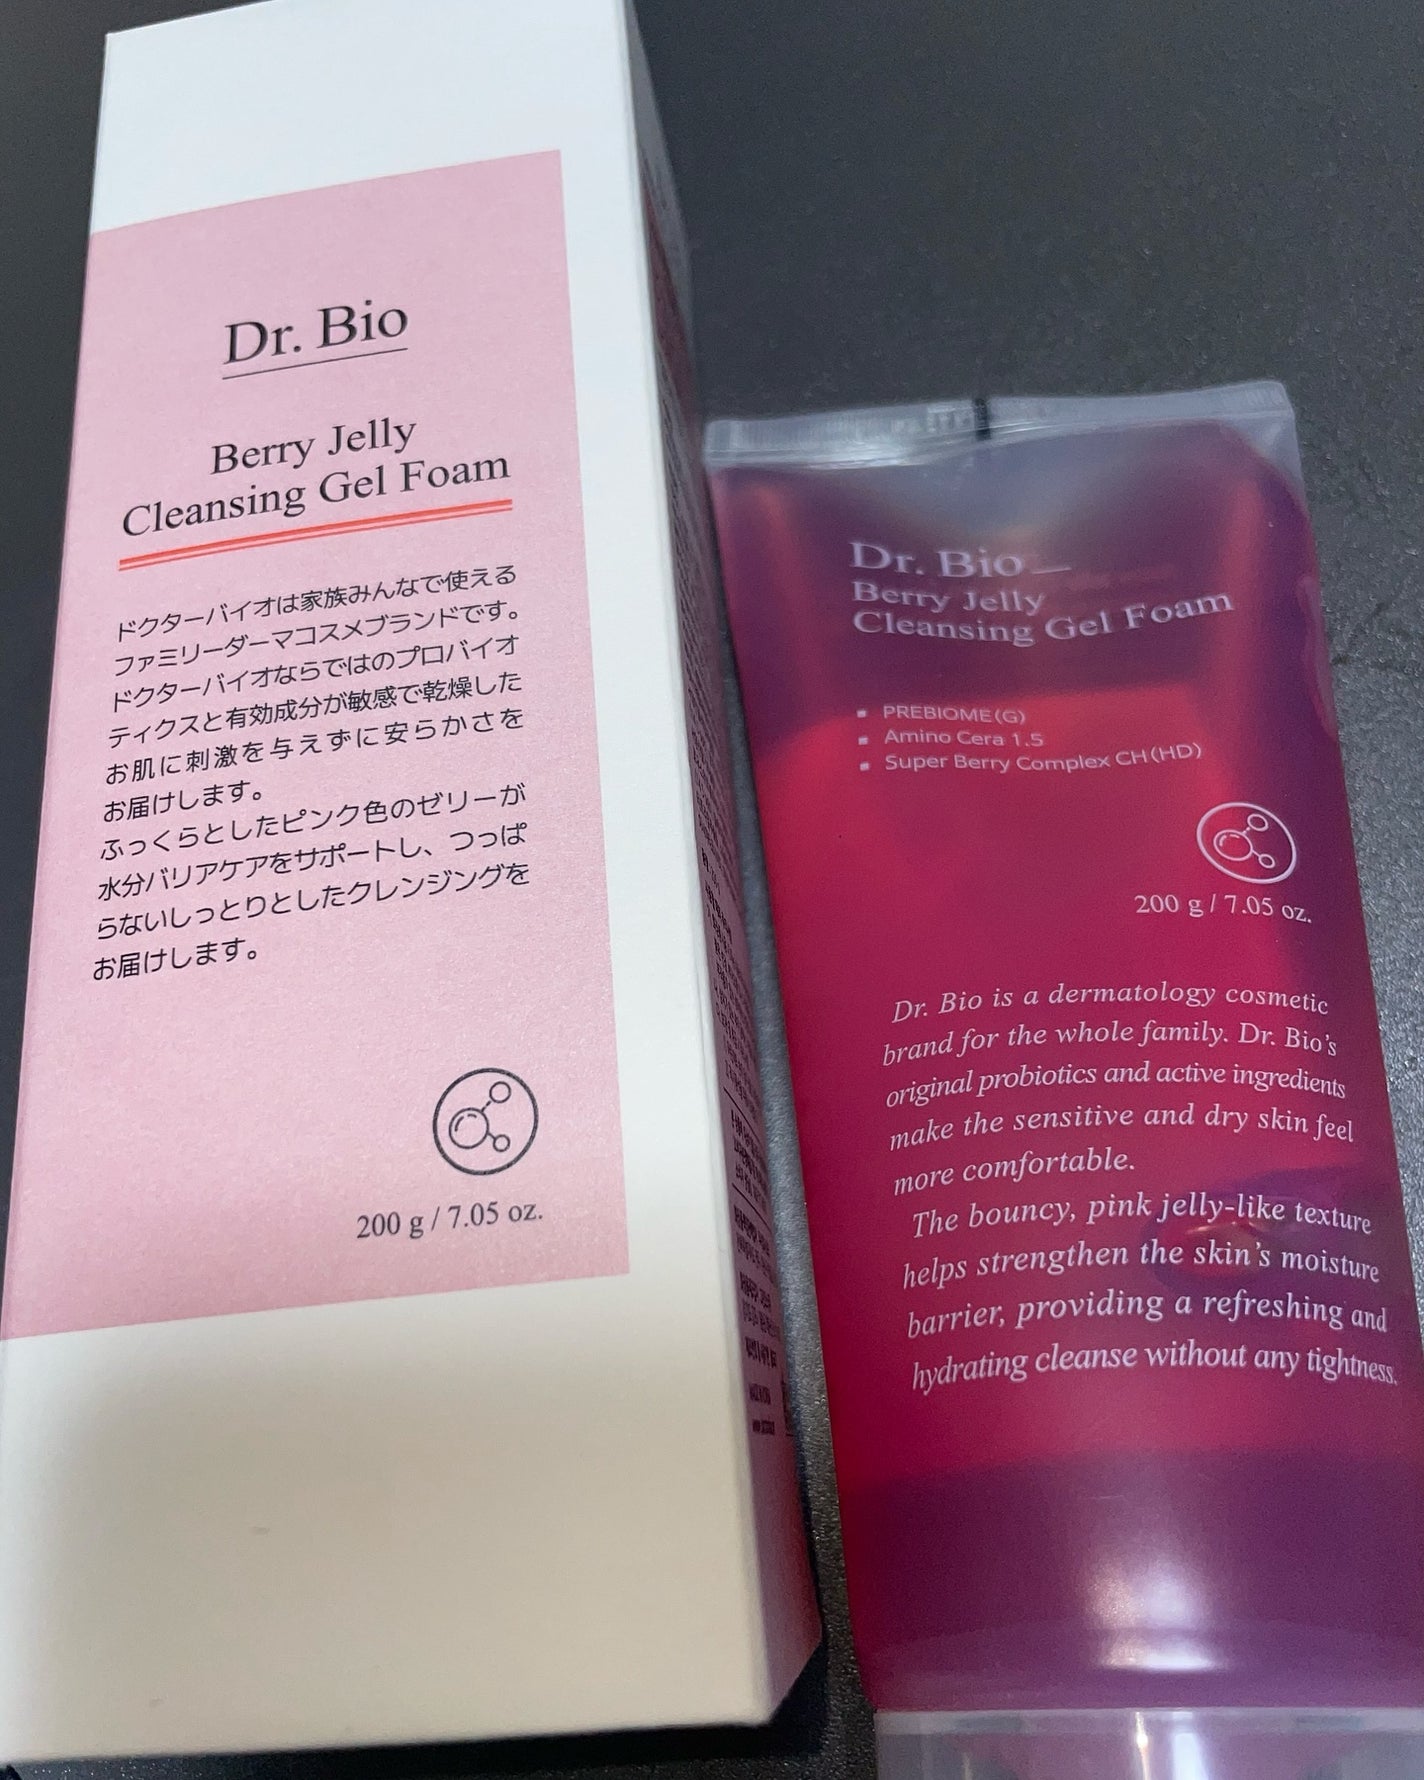 Dr. Bio
Berry Jelly
Cleansing Gel Foam
ドクターバイオは家族みんなで使える
ファミリーダーマコスメブランドです。
ドクターバイオならではのプロバイオ
ティクスと有効成分が敏感で乾燥した
お肌に刺激を与えずに安らかさを
お届けします。
ふっくらとしたピンク色のゼリーが
水分バリアケアをサポートし、つっぱ
らないしっとりとしたクレンジングを
お届けします。
200 g / 7.05 oz.
Dr. Bio
Berry Jelly
Cleansing Gel Foam
PREBIOME(G)
Amino Cera 1.5
Super Berry Complex CH(HD)
200 g / 7.05 oz.
Dr. Bio is a dermatology cosmetic
brand for the whole family. Dr. Bio's
original probiotics and active ingredients
make the sensitive and dry skin feel
more comfortable.
The bouncy, pink jelly-like texture
helps strengthen the skin's moisture
barrier, providing a refreshing and
hydrating cleanse without any tightness.